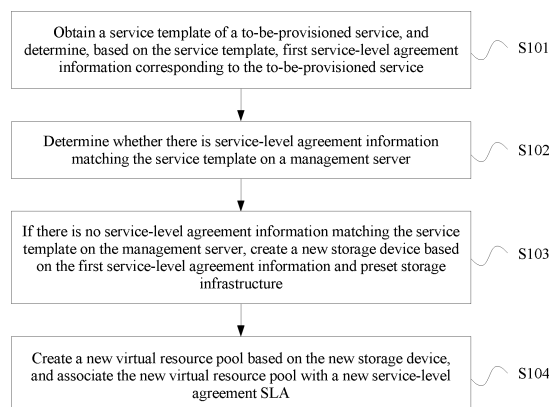 Obtain a service template of a to-be-provisioned service, and
determine, based on the service template, first service-level agreement
information corresponding to the to-be-provisioned service
S101
Determine whether there is service-level agreement information
matching the service template on a management server
S102
If there is no service-level agreement information matching the service
template on the management server, create a new storage device based
on the first service-level agreement information and preset storage
infrastructure
S103
Create a new virtual resource pool based on the new storage device,
and associate the new virtual resource pool with a new service-level
agreement SLA
S104